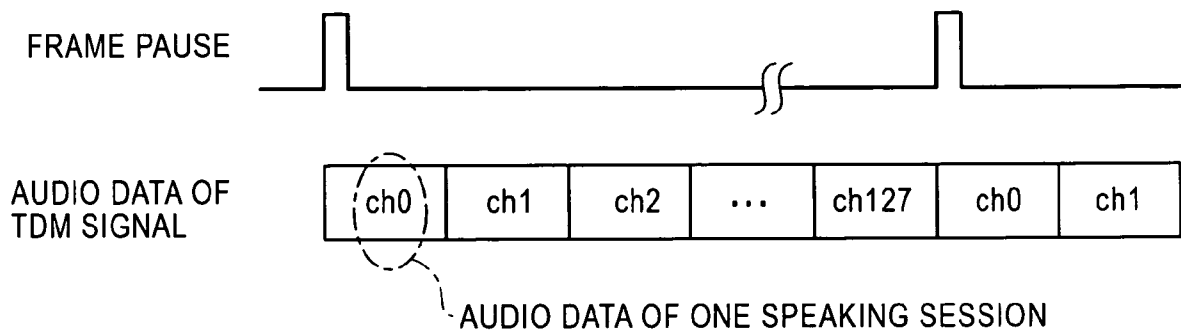 FRAME PAUSE
AUDIO DATA OF
TDM SIGNAL
ch0 ch1 ch2 ... ch127 ch0 ch1
AUDIO DATA OF ONE SPEAKING SESSION